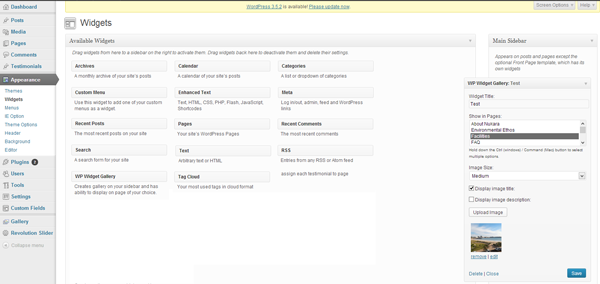 Dashboard
Posts
Media
Pages
Comments
Testimonials
Appearance
Themes
Widgets
Menus
IE Option
Theme Options
Header
Background
Editor
Plugins 3
Users
Tools
Settings
Custom Fields
Gallery
Revolution Slider
Collapse menu
WordPress 3.5.2 is available! Please update now.
Screen Options
Help
Widgets
Available Widgets
Drag widgets from here to a sidebar on the right to activate them. Drag widgets back here to deactivate and delete their settings.
Archives
A monthly archive of your site's posts
Calendar
A calendar of your site's posts
Categories
A list or dropdown of categories
Custom Menu
Use this widget to add one of your custom menus as a widget.
Enhanced Text
Text, HTML, CSS, PHP, Flash, JavaScript, Shortcodes
Meta
Log in/out, admin, feed and WordPress links
Recent Posts
The most recent posts on your site
Pages
Your site's WordPress Pages
Recent Comments
The most recent comments
Search
A search form for your site
Text
Arbitrary text or HTML
RSS
Entries from any RSS or Atom feed
assign each testimonial to page
WP Widget Gallery
Creates gallery on your sidebar and has ability to display on page of your choice.
Tag Cloud
Your most used tags in cloud format
Main Sidebar
Appears on posts and pages except the optional Front Page template, which has its own widgets
WP Widget Gallery: Test
Widget Title:
Test
Show in Pages:
Environmental Ethos
Facilities
FAQ
Hold down the Ctrl (windows) / Command (Mac) button to select multiple options.
Image Size:
Medium
Display Image title
Display Image description
Upload Image
remove | edit
Delete | Close
Save